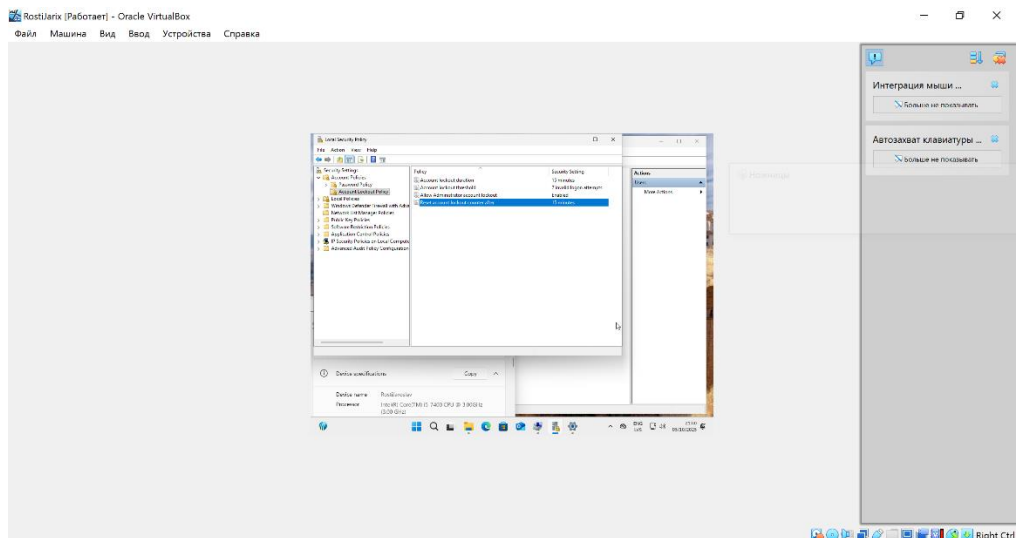 RostiJarix [Работает] - Oracle VirtualBox
Файл Машина Вид Ввод Устройства Справка
Интеграция мыши ...
Больше не показывать
Автозахват клавиатуры ...
Больше не показывать
Local Security Policy
File Action View Help
Security Settings
Account Policies
Password Policy
Account Lockout Policy
Local Policies
Windows Defender Firewall with Adva
Network List Manager Policies
Public Key Policies
Software Restriction Policies
Application Control Policies
IP Security Policies on Local Compute
Advanced Audit Policy Configuration
Policy Security Setting
Account lockout duration 15 minutes
Account lockout threshold invalid logon attempts
Allow Administrator account lockout Enabled
Reset account lockout counter after 15 minutes
Actions
More Actions
Device specifications
Copy
Device name
Processor
ENG
Right Ctrl